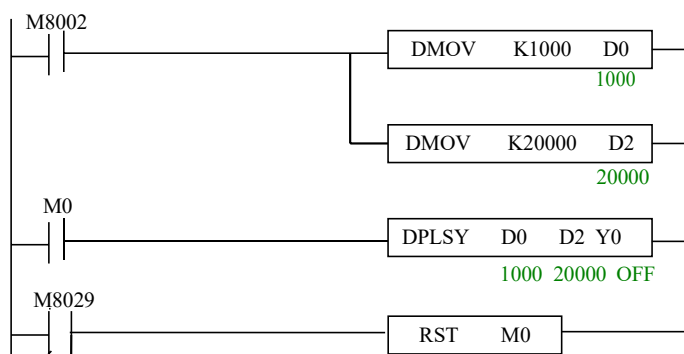 M8002
DMOV K1000 D0
1000
DMOV K20000 D2
20000
M0
DPLSY D0 D2 Y0
1000 20000 OFF
M8029
RST M0